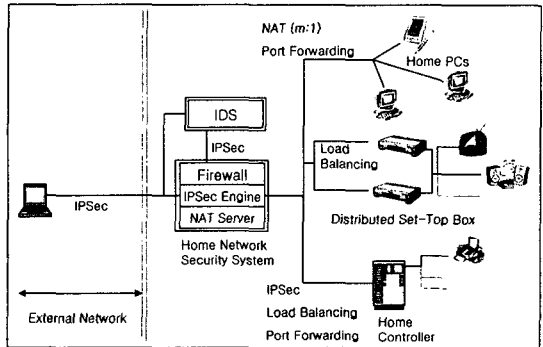 NAT (m:1)
Port Forwarding
Home PCs
IDS
IPSec
Load
Balancing
Firewall
IPSec Engine
NAT Server
IPSec
Distributed Set-Top Box
Home Network
Security System
IPSec
Load Balancing
Port Forwarding
Home
Controller
External Network